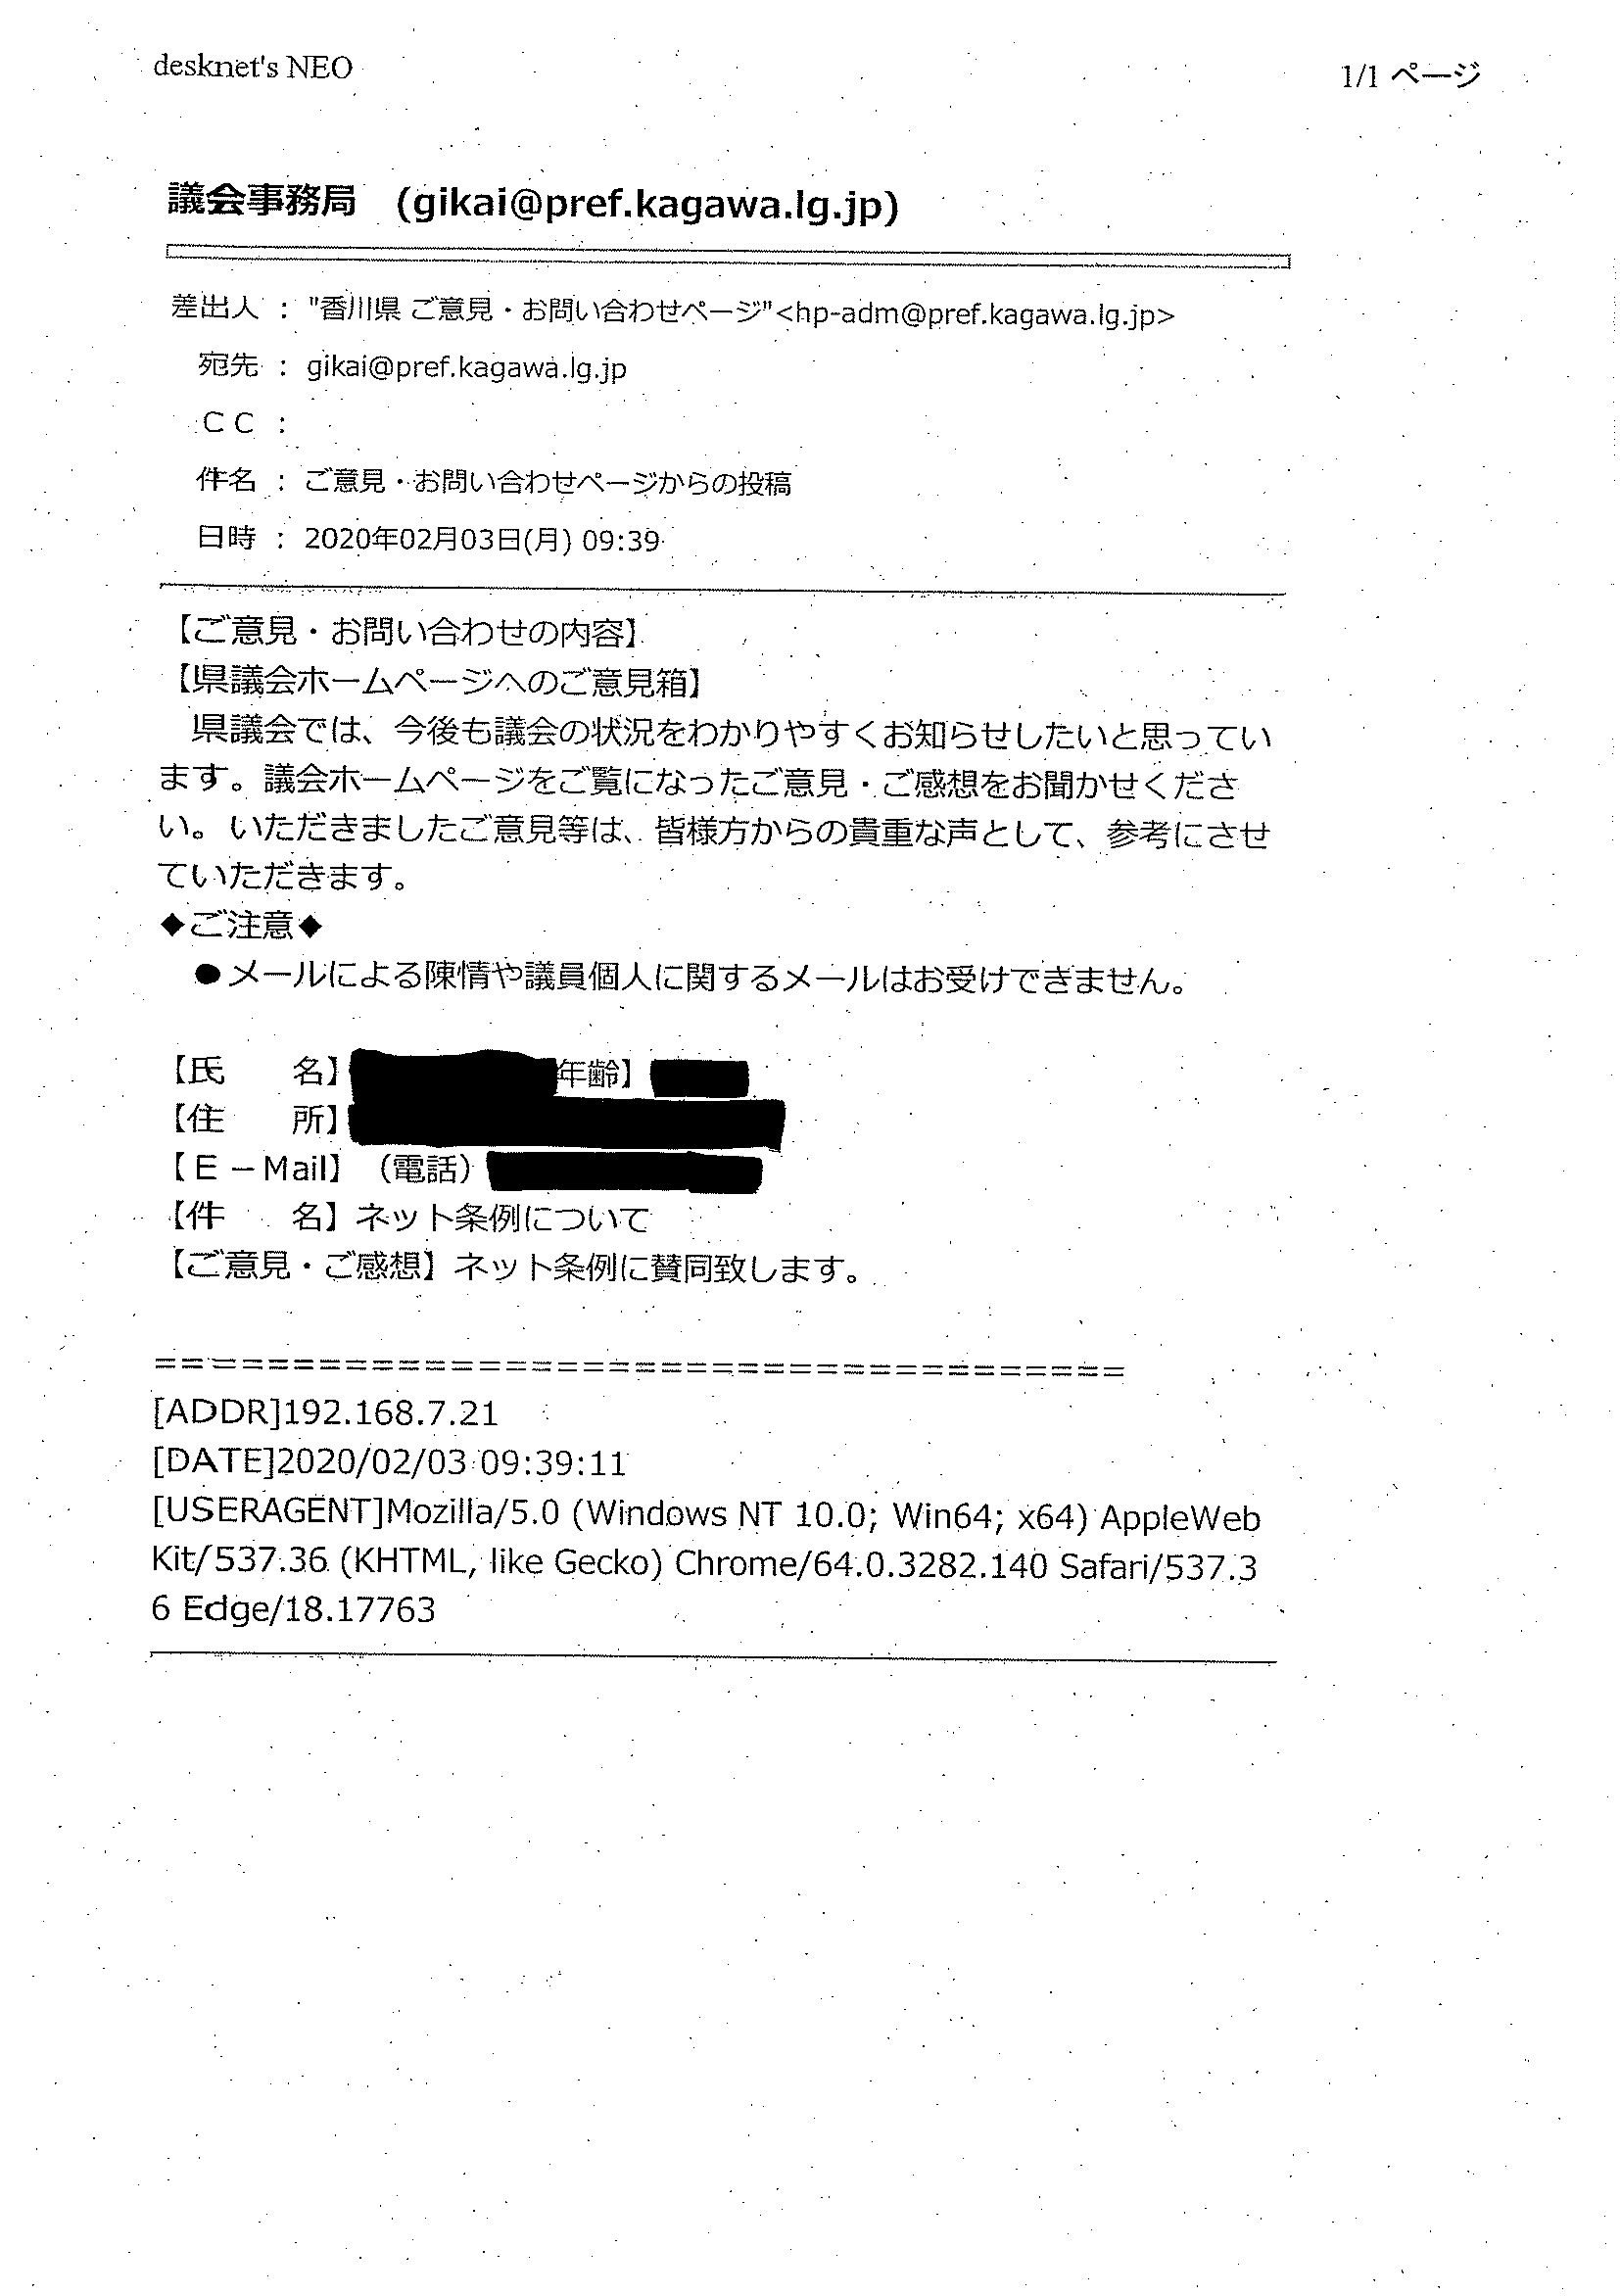 desknet's NEO
1/1 ページ
議会事務局 (gikai@pref.kagawa.lg.jp)
差出人 : "香川県 ご意見・お問い合わせページ"<hp-adm@pref.kagawa.lg.jp>
宛先 : gikai@pref.kagawa.lg.jp
CC :
件名 : ご意見・お問い合わせページからの投稿
日時 : 2020年02月03日(月) 09:39
【ご意見・お問い合わせの内容】
【県議会ホームページへのご意見箱】
県議会では、今後も議会の状況をわかりやすくお知らせしたいと思ってい
ます。議会ホームページをご覧になったご意見・ご感想をお聞かせくださ
い。いただきましたご意見等は、皆様方からの貴重な声として、参考にさせ
ていただきます。
◆ご注意◆
●メールによる陳情や議員個人に関するメールはお受けできません。
【氏　　名】 年齢】
【住　　所】
【E－Mail】（電話）
【件　　名】ネット条例について
【ご意見・ご感想】ネット条例に賛同致します。
=====================================
[ADDR]192.168.7.21
[DATE]2020/02/03 09:39:11
[USERAGENT]Mozilla/5.0 (Windows NT 10.0; Win64; x64) AppleWeb
Kit/537.36 (KHTML, like Gecko) Chrome/64.0.3282.140 Safari/537.3
6 Edge/18.17763